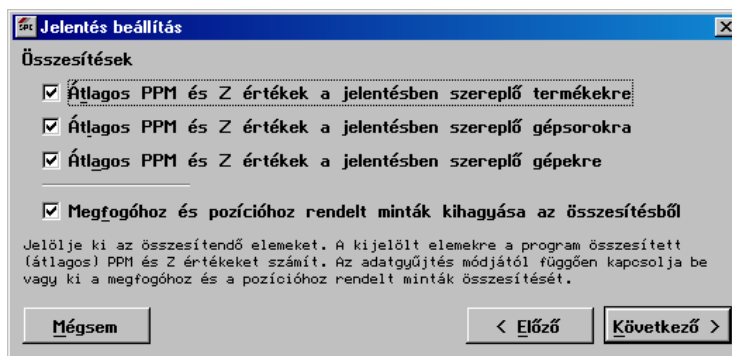 SPC Jelentés beállítás
Összesítések
Átlagos PPM és Z értékek a jelentésben szereplő termékekre
Átlagos PPM és Z értékek a jelentésben szereplő gépsorokra
Átlagos PPM és Z értékek a jelentésben szereplő gépekre
Megfogóhoz és pozícióhoz rendelt minták kihagyása az összesítésből
Jelölje ki az összesítendő elemeket. A kijelölt elemekre a program összesített
(átlagos) PPM és Z értékeket számít. Az adatgyűjtés módjától függően kapcsolja be
vagy ki a megfogóhoz és a pozícióhoz rendelt minták összesítését.
Mégsem < Előző Következő >